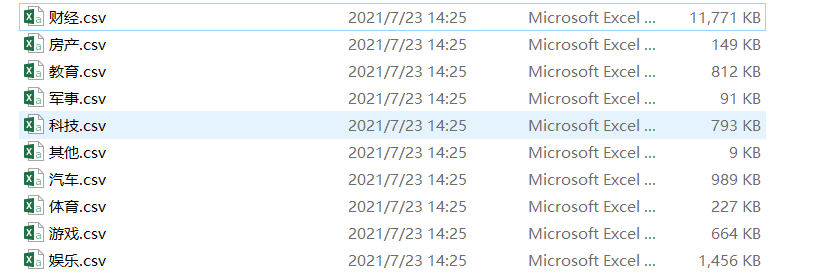 财经.csv 2021/7/23 14:25 Microsoft Excel ... 11,771 KB
房产.csv 2021/7/23 14:25 Microsoft Excel ... 149 KB
教育.csv 2021/7/23 14:25 Microsoft Excel ... 812 KB
军事.csv 2021/7/23 14:25 Microsoft Excel ... 91 KB
科技.csv 2021/7/23 14:25 Microsoft Excel ... 793 KB
其他.csv 2021/7/23 14:25 Microsoft Excel ... 9 KB
汽车.csv 2021/7/23 14:25 Microsoft Excel ... 989 KB
体育.csv 2021/7/23 14:25 Microsoft Excel ... 227 KB
游戏.csv 2021/7/23 14:25 Microsoft Excel ... 664 KB
娱乐.csv 2021/7/23 14:25 Microsoft Excel ... 1,456 KB